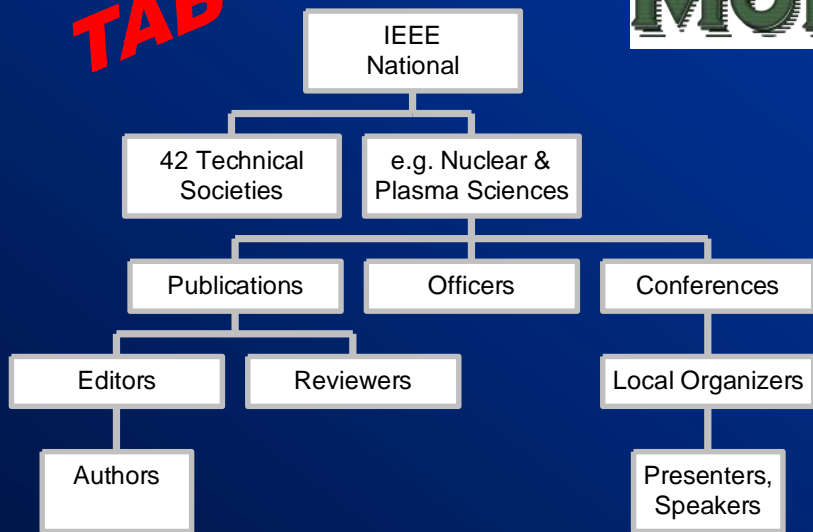 TAB
IEEE
National
42 Technical
Societies
e.g. Nuclear &
Plasma Sciences
Publications
Officers
Conferences
Editors
Reviewers
Local Organizers
Authors
Presenters,
Speakers